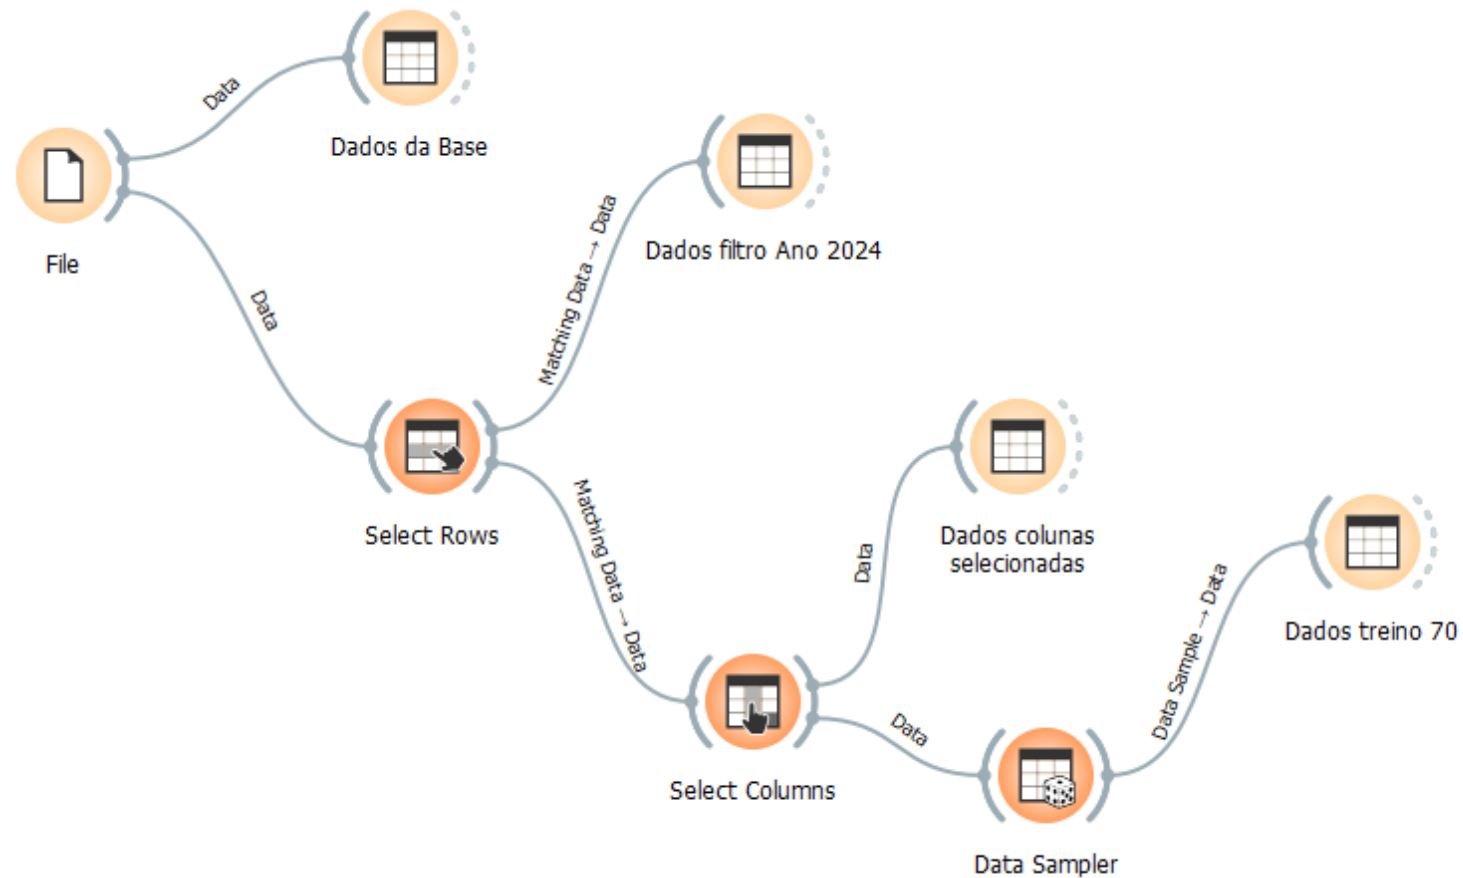 Data
Dados da Base
File
Data
Matching Data → Data
Dados filtro Ano 2024
Select Rows
Matching Data → Data
Data
Dados colunas
selecionadas
Select Columns
Data
Data Sampler
Data Sample → Data
Dados treino 70